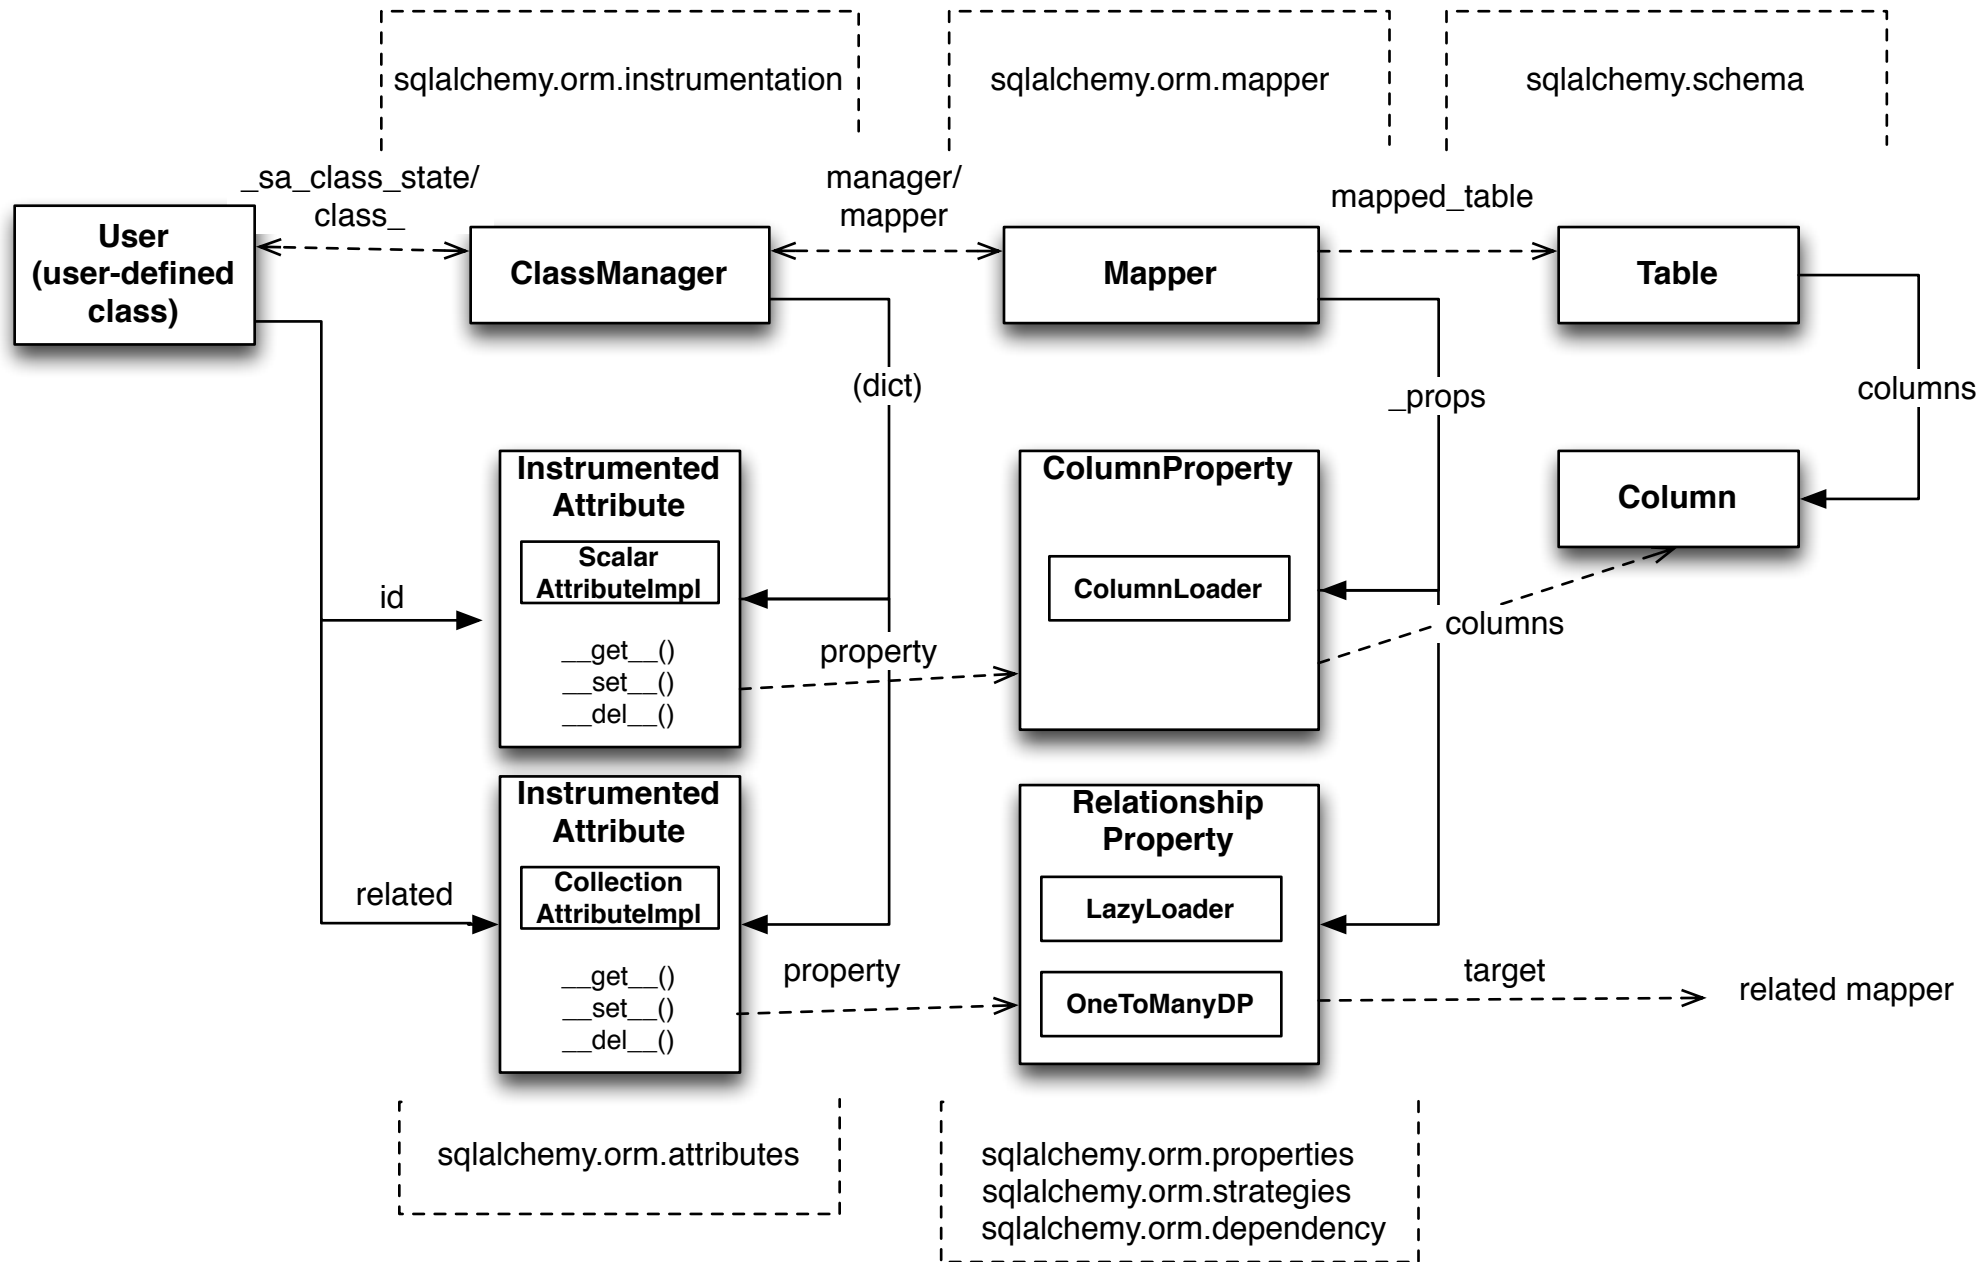 sqlalchemy.orm.instrumentation
sqlalchemy.orm.mapper
sqlalchemy.schema
_sa_class_state/
class_
manager/
mapper
mapped_table
User
(user-defined
class)
ClassManager
Mapper
Table
(dict)
_props
columns
Instrumented
Attribute
Scalar
AttributeImpl
__get__()
__set__()
__del__()
ColumnProperty
ColumnLoader
Column
id
property
columns
Instrumented
Attribute
Collection
AttributeImpl
__get__()
__set__()
__del__()
Relationship
Property
LazyLoader
OneToManyDP
related
property
target
related mapper
sqlalchemy.orm.attributes
sqlalchemy.orm.properties
sqlalchemy.orm.strategies
sqlalchemy.orm.dependency